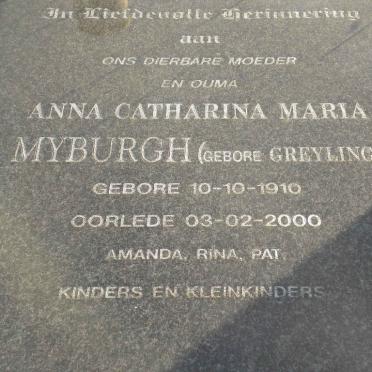 In Liefdevolle Herinnering
aan
ONS DIERBARE MOEDER
EN OUMA
ANNA CATHARINA MARIA
MYBURGH (GEBORE GREYLING
GEBORE 10-10-1910
OORLEDE 03-02-2000
AMANDA, RINA, PAT,
KINDERS EN KLEINKINDERS